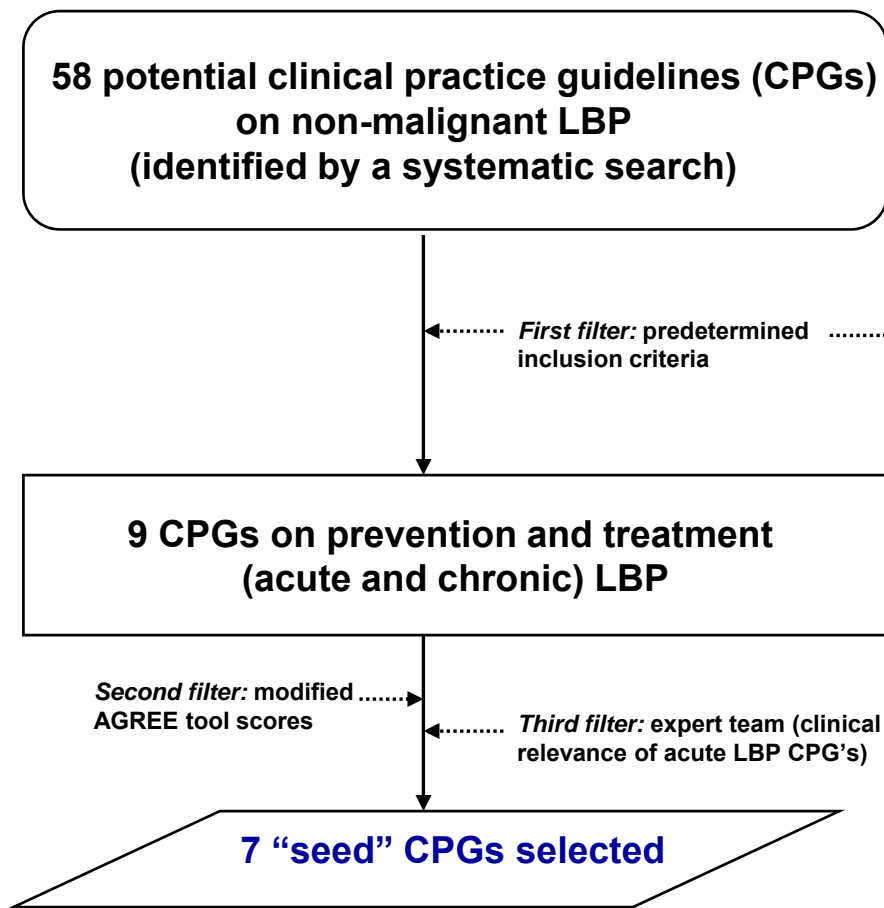 58 potential clinical practice guidelines (CPGs)
on non-malignant LBP
(identified by a systematic search)
First filter: predetermined
inclusion criteria
9 CPGs on prevention and treatment
(acute and chronic) LBP
Second filter: modified
AGREE tool scores
Third filter: expert team (clinical
relevance of acute LBP CPG's)
7 “seed” CPGs selected